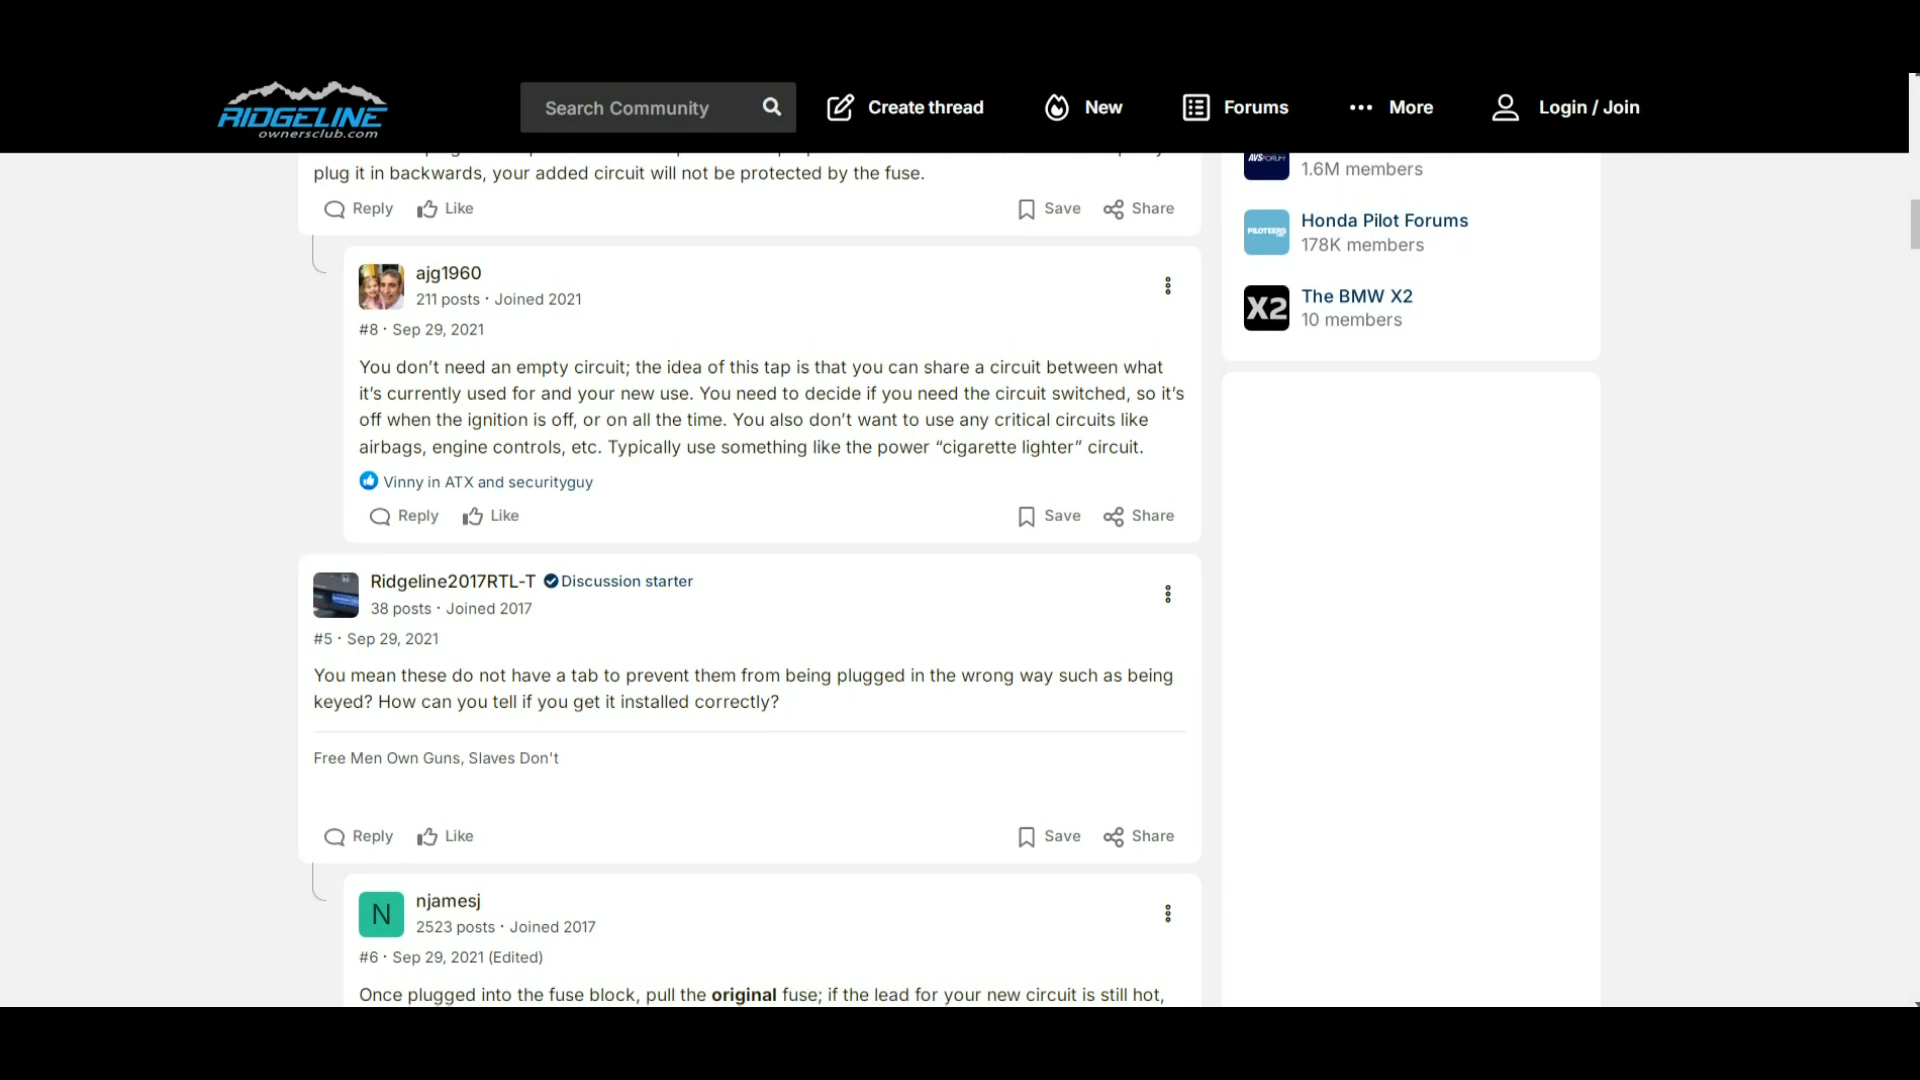 RIDGELINE
ownersclub.com
Search Community
Create thread
New
Forums
More
Login / Join
plug it in backwards, your added circuit will not be protected by the fuse.
Reply
Like
Save
Share
AVSFORUM
1.6M members
PILOTEERS
Honda Pilot Forums
178K members
X2
The BMW X2
10 members
ajg1960
211 posts · Joined 2021
#8 · Sep 29, 2021
You don’t need an empty circuit; the idea of this tap is that you can share a circuit between what
it’s currently used for and your new use. You need to decide if you need the circuit switched, so it’s
off when the ignition is off, or on all the time. You also don’t want to use any critical circuits like
airbags, engine controls, etc. Typically use something like the power “cigarette lighter” circuit.
Vinny in ATX and securityguy
Reply
Like
Save
Share
Ridgeline2017RTL-T
Discussion starter
38 posts · Joined 2017
#5 · Sep 29, 2021
You mean these do not have a tab to prevent them from being plugged in the wrong way such as being
keyed? How can you tell if you get it installed correctly?
Free Men Own Guns, Slaves Don't
Reply
Like
Save
Share
N
njamesj
2523 posts · Joined 2017
#6 · Sep 29, 2021 (Edited)
Once plugged into the fuse block, pull the original fuse; if the lead for your new circuit is still hot,